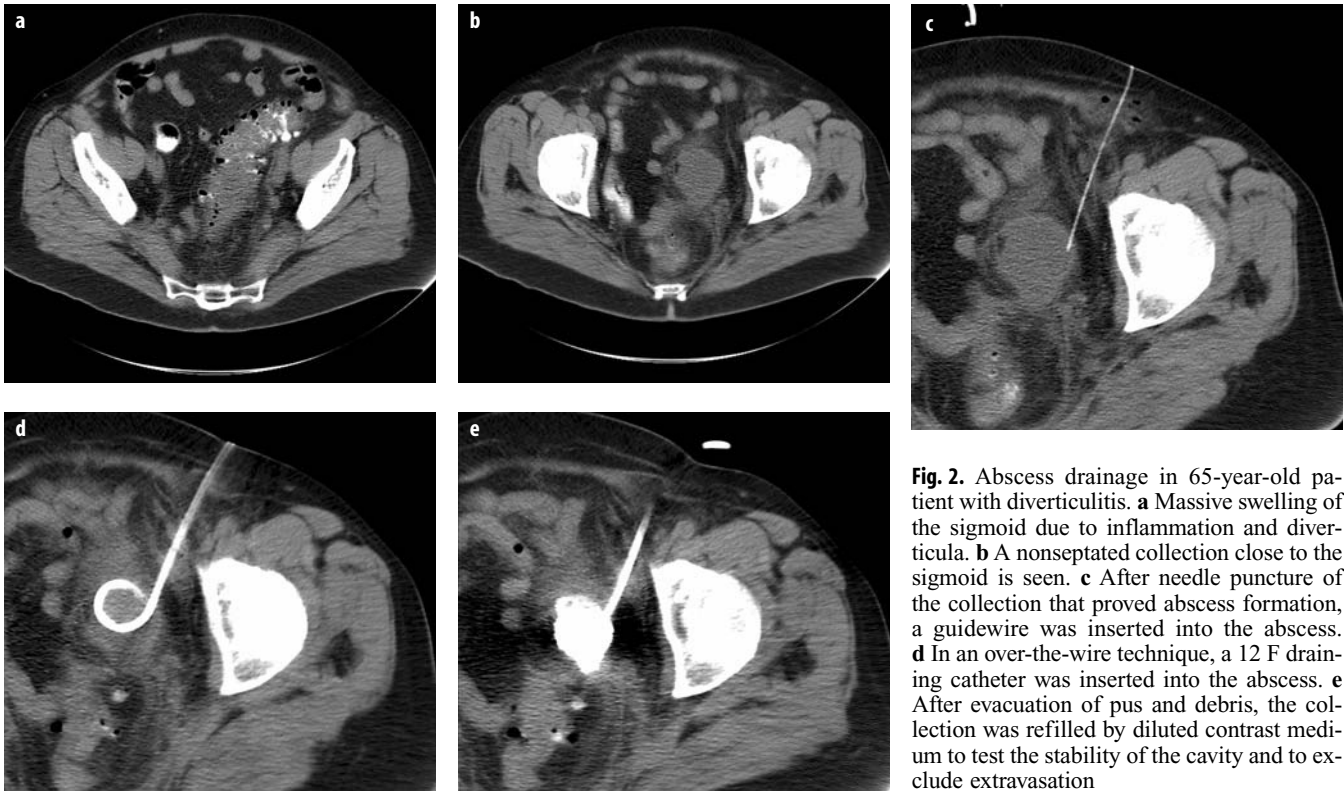 a
b
c
d
e
Fig. 2. Abscess drainage in 65-year-old pa-
tient with diverticulitis. a Massive swelling of
the sigmoid due to inflammation and diver-
ticula. b A nonseptated collection close to the
sigmoid is seen. c After needle puncture of
the collection that proved abscess formation,
a guidewire was inserted into the abscess.
d In an over-the-wire technique, a 12 F drain-
ing catheter was inserted into the abscess. e
After evacuation of pus and debris, the col-
lection was refilled by diluted contrast medi-
um to test the stability of the cavity and to ex-
clude extravasation